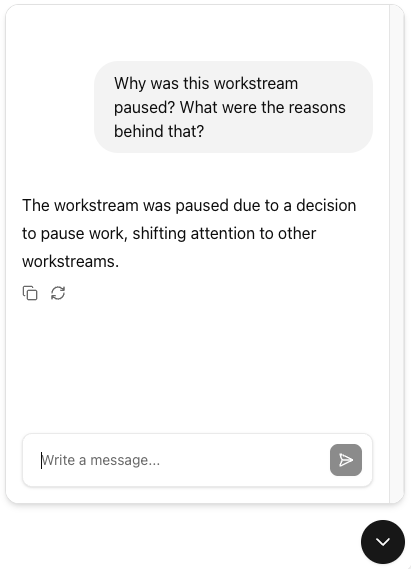 Why was this workstream
paused? What were the reasons
behind that?
The workstream was paused due to a decision
to pause work, shifting attention to other
workstreams.
Write a message...